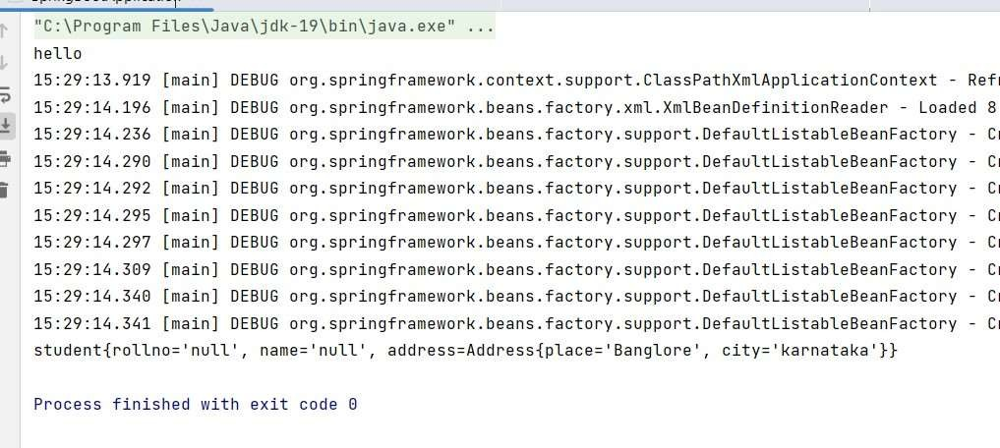 "C:\Program Files\Java\jdk-19\bin\java.exe" ...
hello
15:29:13.919 [main] DEBUG org.springframework.context.support.ClassPathXmlApplicationContext - Refr
15:29:14.196 [main] DEBUG org.springframework.beans.factory.xml.XmlBeanDefinitionReader - Loaded 8
15:29:14.236 [main] DEBUG org.springframework.beans.factory.support.DefaultListableBeanFactory - Cr
15:29:14.290 [main] DEBUG org.springframework.beans.factory.support.DefaultListableBeanFactory - Cr
15:29:14.292 [main] DEBUG org.springframework.beans.factory.support.DefaultListableBeanFactory - Cr
15:29:14.295 [main] DEBUG org.springframework.beans.factory.support.DefaultListableBeanFactory - Cr
15:29:14.297 [main] DEBUG org.springframework.beans.factory.support.DefaultListableBeanFactory - Cr
15:29:14.309 [main] DEBUG org.springframework.beans.factory.support.DefaultListableBeanFactory - Cr
15:29:14.340 [main] DEBUG org.springframework.beans.factory.support.DefaultListableBeanFactory - Cr
15:29:14.341 [main] DEBUG org.springframework.beans.factory.support.DefaultListableBeanFactory - Cr
student{rollno='null', name='null', address=Address{place='Banglore', city='karnataka'}}
Process finished with exit code 0